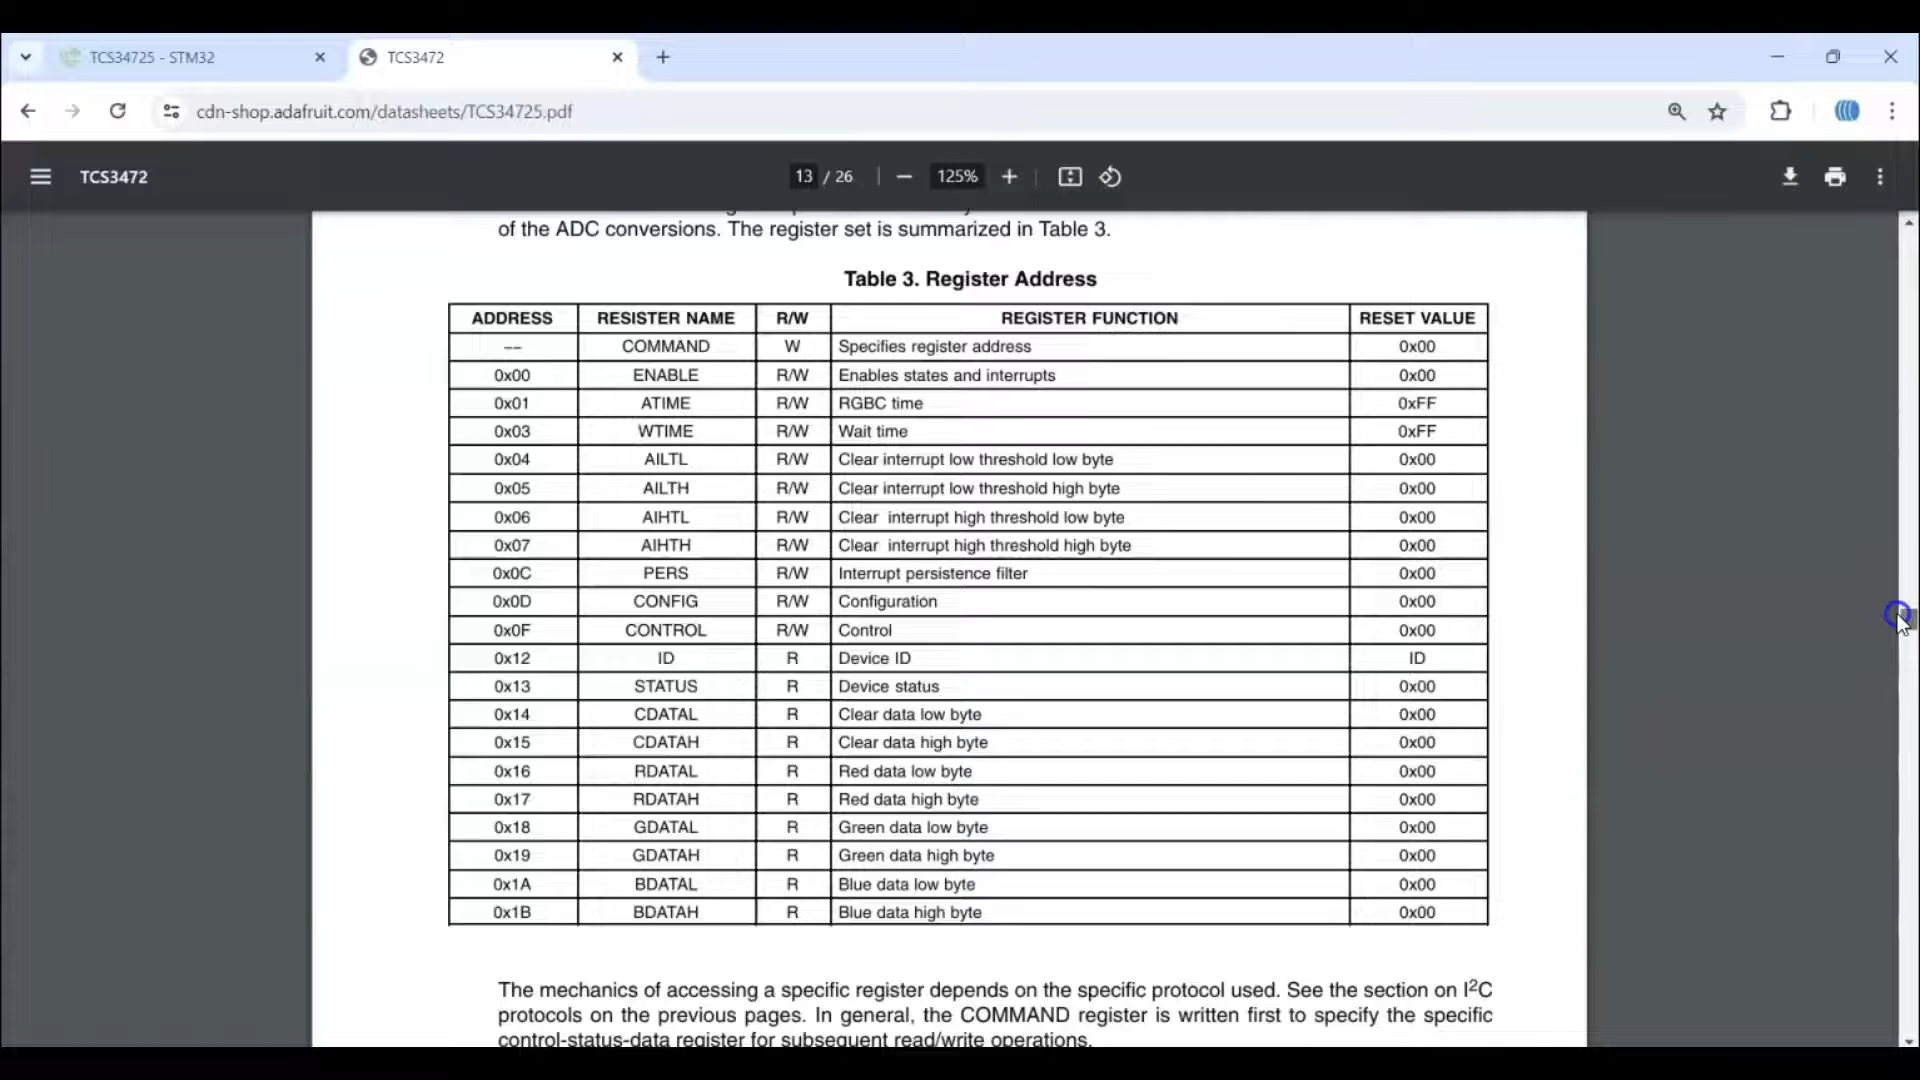 TCS34725 - STM32
TCS3472
cdn-shop.adafruit.com/datasheets/TCS34725.pdf
TCS3472
13 / 26
125%
of the ADC conversions. The register set is summarized in Table 3.
Table 3. Register Address
ADDRESS RESISTER NAME R/W REGISTER FUNCTION RESET VALUE
-- COMMAND W Specifies register address 0x00
0x00 ENABLE R/W Enables states and interrupts 0x00
0x01 ATIME R/W RGBC time 0xFF
0x03 WTIME R/W Wait time 0xFF
0x04 AILTL R/W Clear interrupt low threshold low byte 0x00
0x05 AILTH R/W Clear interrupt low threshold high byte 0x00
0x06 AIHTL R/W Clear interrupt high threshold low byte 0x00
0x07 AIHTH R/W Clear interrupt high threshold high byte 0x00
0x0C PERS R/W Interrupt persistence filter 0x00
0x0D CONFIG R/W Configuration 0x00
0x0F CONTROL R/W Control 0x00
0x12 ID R Device ID ID
0x13 STATUS R Device status 0x00
0x14 CDATAL R Clear data low byte 0x00
0x15 CDATAH R Clear data high byte 0x00
0x16 RDATAL R Red data low byte 0x00
0x17 RDATAH R Red data high byte 0x00
0x18 GDATAL R Green data low byte 0x00
0x19 GDATAH R Green data high byte 0x00
0x1A BDATAL R Blue data low byte 0x00
0x1B BDATAH R Blue data high byte 0x00
The mechanics of accessing a specific register depends on the specific protocol used. See the section on I²C
protocols on the previous pages. In general, the COMMAND register is written first to specify the specific
control-status-data register for subsequent read/write operations.